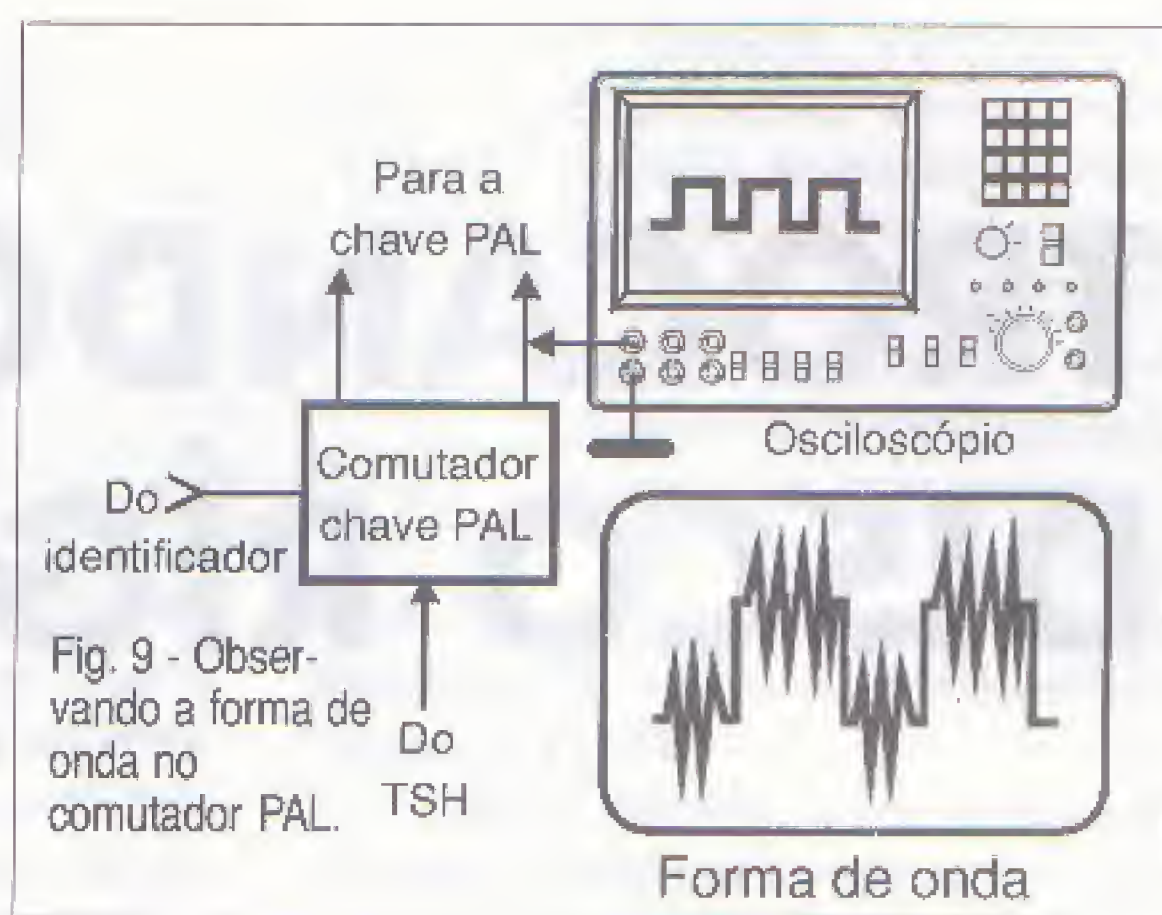 Para a
chave PAL
Osciloscópio
Comutador
chave PAL
Do
identificador
Fig. 9 - Obser-
vando a forma de
onda no
comutador PAL.
Do
TSH
Forma de onda